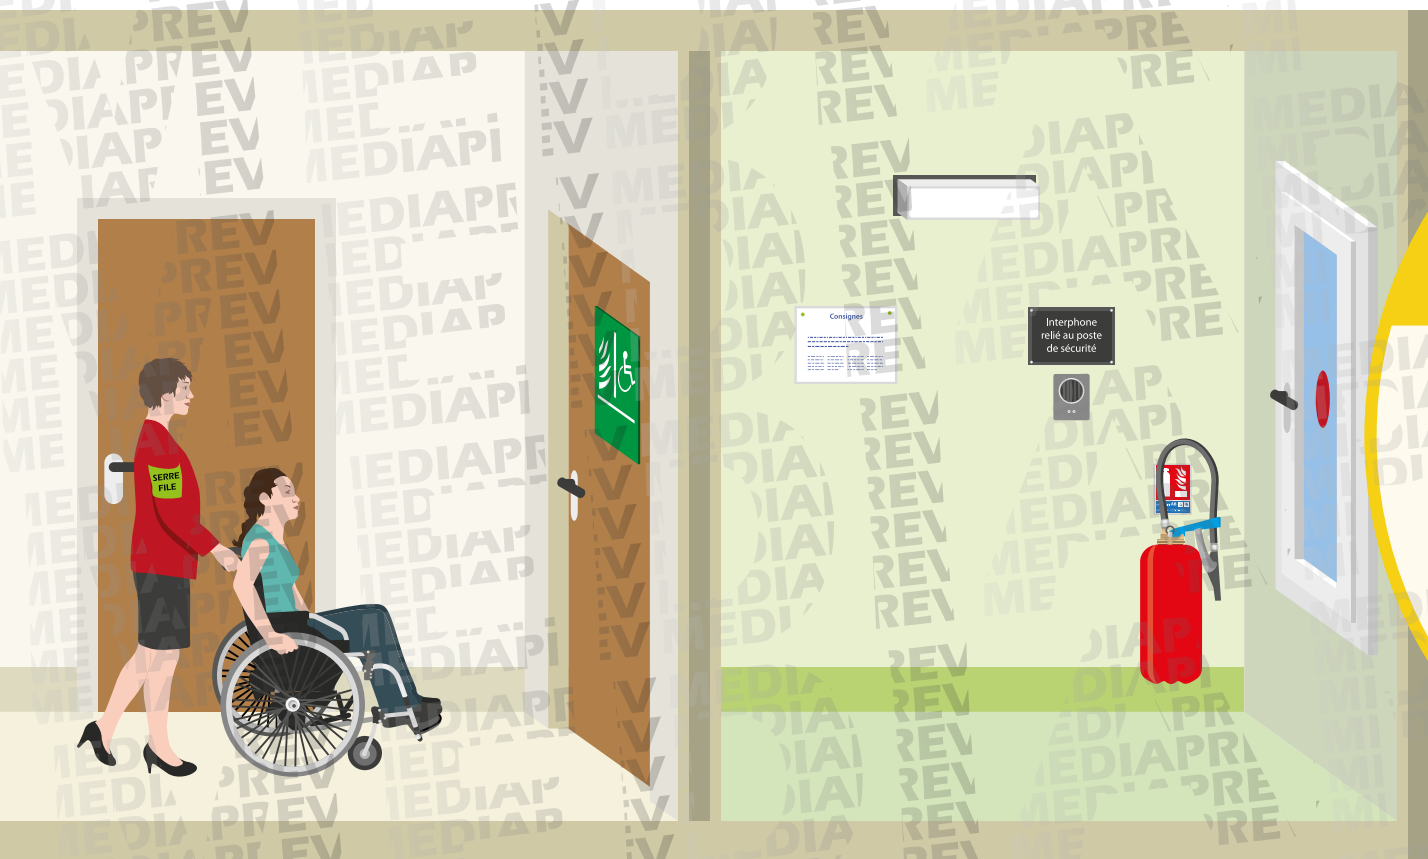 SERRE
FILE
Consignes
Interphone
relié au poste
de sécurité
MEDIAPREV